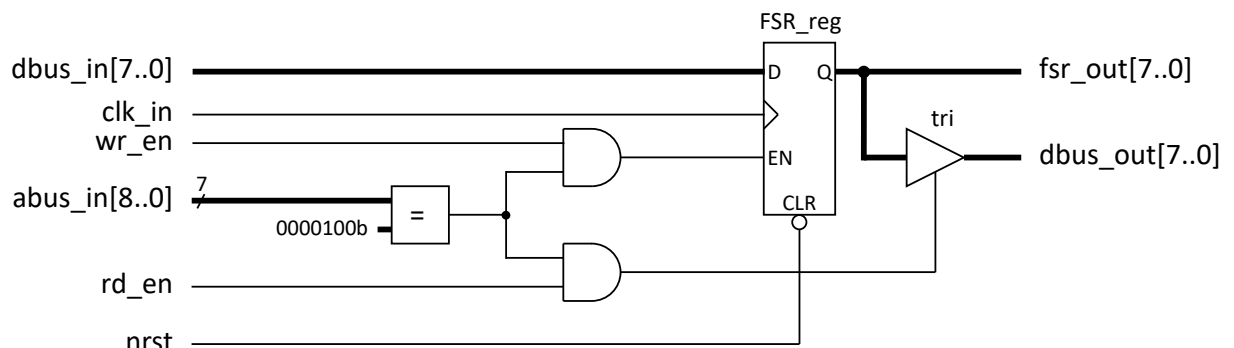 FSR_reg
dbus_in[7..0]
D
Q
fsr_out[7..0]
clk_in
tri
wr_en
EN
dbus_out[7..0]
7
abus_in[8..0]
=
CLR
0000100b
rd_en
nrst